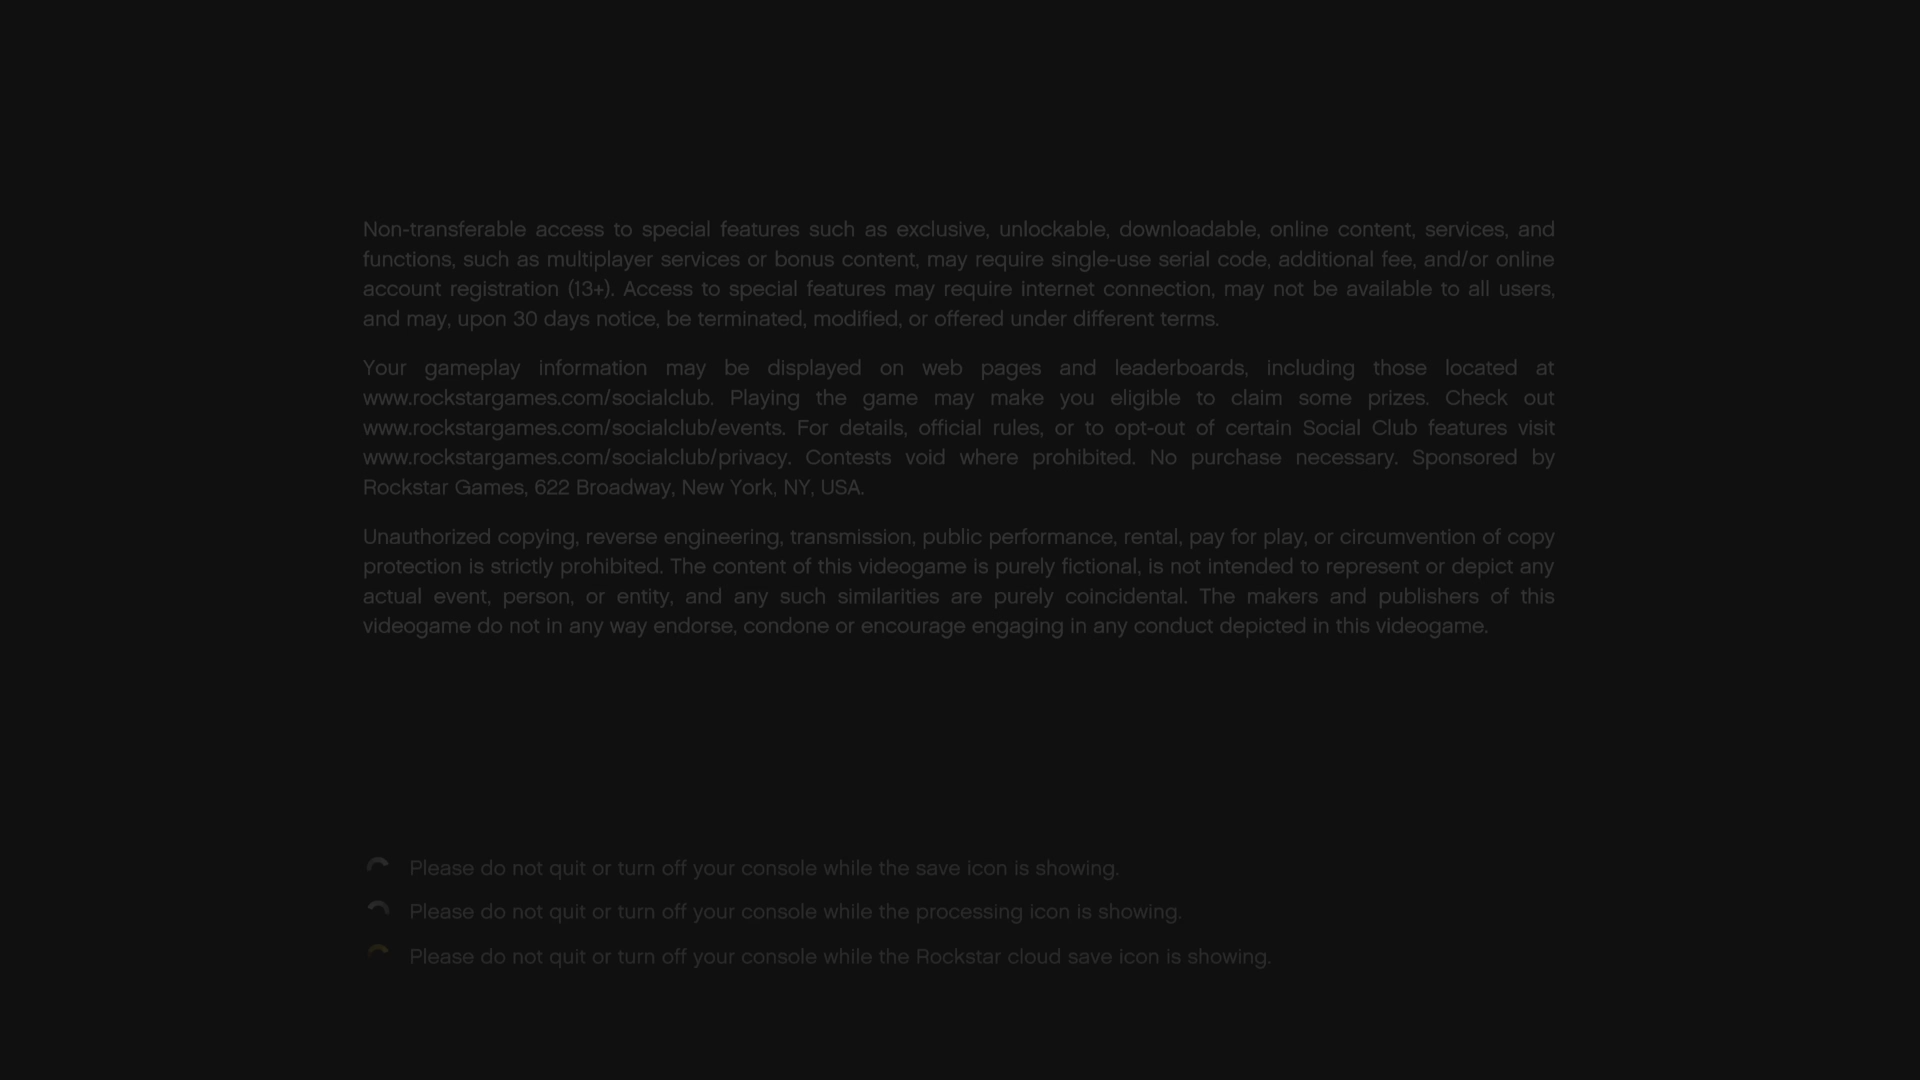 Non-transferable access to special features such as exclusive, unlockable, downloadable, online content, services, and
functions, such as multiplayer services or bonus content, may require single-use serial code, additional fee, and/or online
account registration (13+). Access to special features may require internet connection, may not be available to all users,
and may, upon 30 days notice, be terminated, modified, or offered under different terms.
Your gameplay information may be displayed on web pages and leaderboards, including those located at
www.rockstargames.com/socialclub. Playing the game may make you eligible to claim some prizes. Check out
www.rockstargames.com/socialclub/events. For details, official rules, or to opt-out of certain Social Club features visit
www.rockstargames.com/socialclub/privacy. Contests void where prohibited. No purchase necessary. Sponsored by
Rockstar Games, 622 Broadway, New York, NY, USA.
Unauthorized copying, reverse engineering, transmission, public performance, rental, pay for play, or circumvention of copy
protection is strictly prohibited. The content of this videogame is purely fictional, is not intended to represent or depict any
actual event, person, or entity, and any such similarities are purely coincidental. The makers and publishers of this
videogame do not in any way endorse, condone or encourage engaging in any conduct depicted in this videogame.
Please do not quit or turn off your console while the save icon is showing.
Please do not quit or turn off your console while the processing icon is showing.
Please do not quit or turn off your console while the Rockstar cloud save icon is showing.